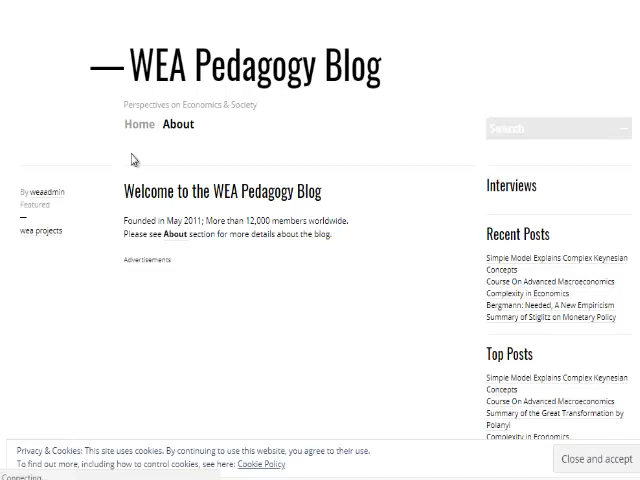 — WEA Pedagogy Blog
Perspectives on Economics & Society
Home About
Search
By weaadmin
Featured
—
wea projects
Welcome to the WEA Pedagogy Blog
Founded in May 2011; More than 12,000 members worldwide.
Please see About section for more details about the blog.
Advertisements
Interviews
Recent Posts
Simple Model Explains Complex Keynesian
Concepts
Course On Advanced Macroeconomics
Complexity in Economics
Bergmann: Needed, A New Empiricism
Summary of Stiglitz on Monetary Policy
Top Posts
Simple Model Explains Complex Keynesian
Concepts
Course On Advanced Macroeconomics
Summary of the Great Transformation by
Polanyi
Complexity in Economics
Privacy & Cookies: This site uses cookies. By continuing to use this website, you agree to their use.
To find out more, including how to control cookies, see here: Cookie Policy
Close and accept
Connecting...